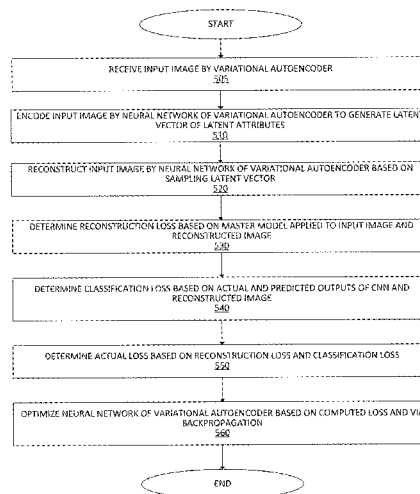 START
RECEIVE INPUT IMAGE BY VARIATIONAL AUTOENCODER
505
ENCODE INPUT IMAGE BY NEURAL NETWORK OF VARIATIONAL AUTOENCODER TO GENERATE LATENT
VECTOR OF LATENT ATTRIBUTES
510
RECONSTRUCT INPUT IMAGE BY NEURAL NETWORK OF VARIATIONAL AUTOENCODER BASED ON
SAMPLING LATENT VECTOR
520
DETERMINE RECONSTRUCTION LOSS BASED ON MASTER MODEL APPLIED TO INPUT IMAGE AND
RECONSTRUCTED IMAGE
530
DETERMINE CLASSIFICATION LOSS BASED ON ACTUAL AND PREDICTED OUTPUTS OF CNN AND
RECONSTRUCTED IMAGE
540
DETERMINE ACTUAL LOSS BASED ON RECONSTRUCTION LOSS AND CLASSIFICATION LOSS
550
OPTIMIZE NEURAL NETWORK OF VARIATIONAL AUTOENCODER BASED ON COMPUTED LOSS AND VIA
BACKPROPAGATION
560
END